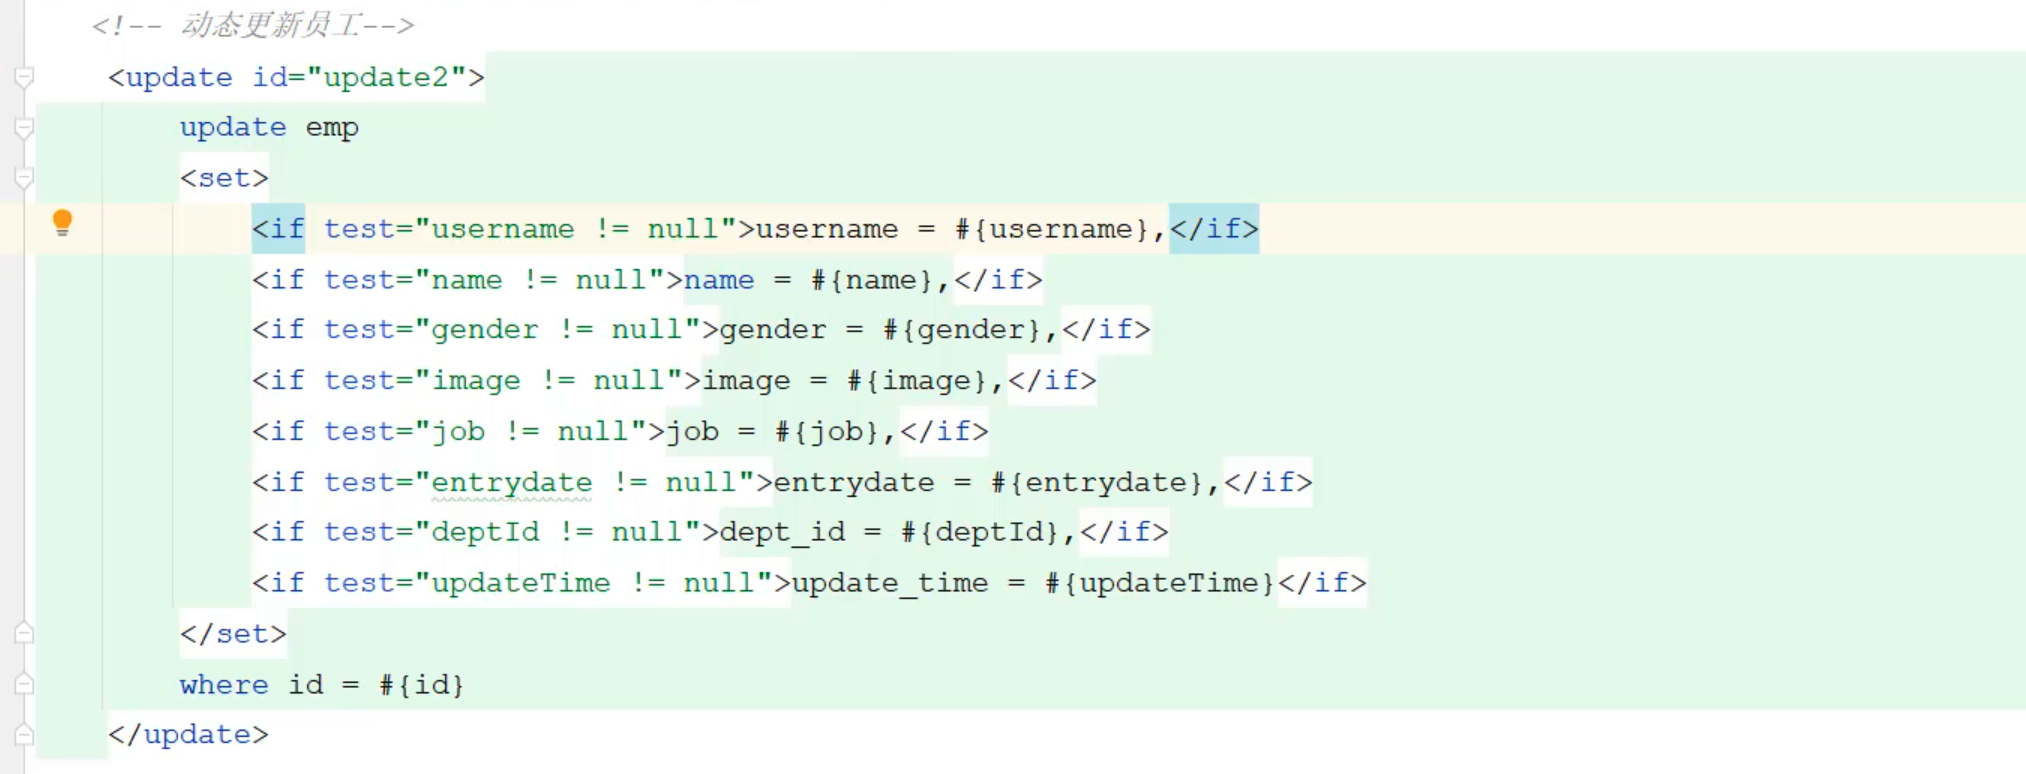 <!-- 动态更新员工-->
<update id="update2">
update emp
<set>
<if test="username != null">username = #{username},</if>
<if test="name != null">name = #{name},</if>
<if test="gender != null">gender = #{gender},</if>
<if test="image != null">image = #{image},</if>
<if test="job != null">job = #{job},</if>
<if test="entrydate != null">entrydate = #{entrydate},</if>
<if test="deptId != null">dept_id = #{deptId},</if>
<if test="updateTime != null">update_time = #{updateTime}</if>
</set>
where id = #{id}
</update>